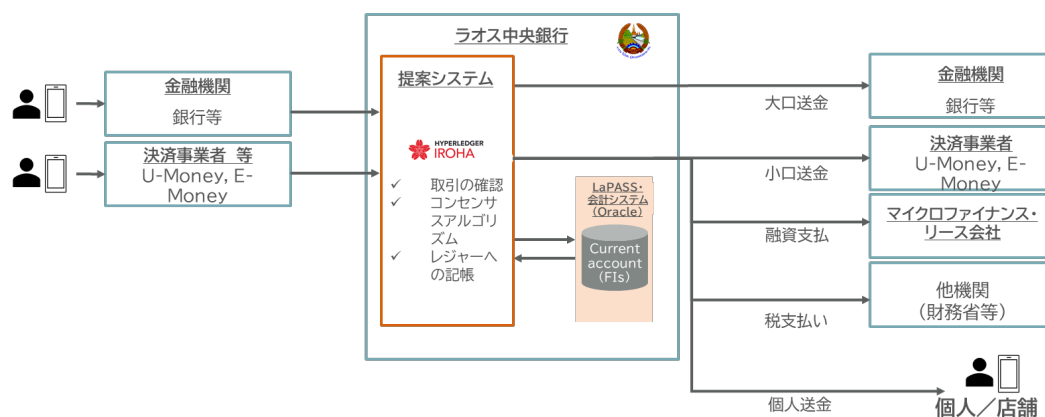 ラオス中央銀行
金融機関
銀行等
決済事業者 等
U-Money, E-
Money
提案システム
HYPERLEDGER
IROHA
✓ 取引の確認
✓ コンセンサ
スアルゴリ
ズム
✓ レジャーへ
の記帳
LaPASS・
会計システム
(Oracle)
Current
account
(FIs)
大口送金
小口送金
融資支払
税支払い
個人送金
金融機関
銀行等
決済事業者
U-Money, E-
Money
マイクロファイナンス・
リース会社
他機関
(財務省等)
個人/店舗